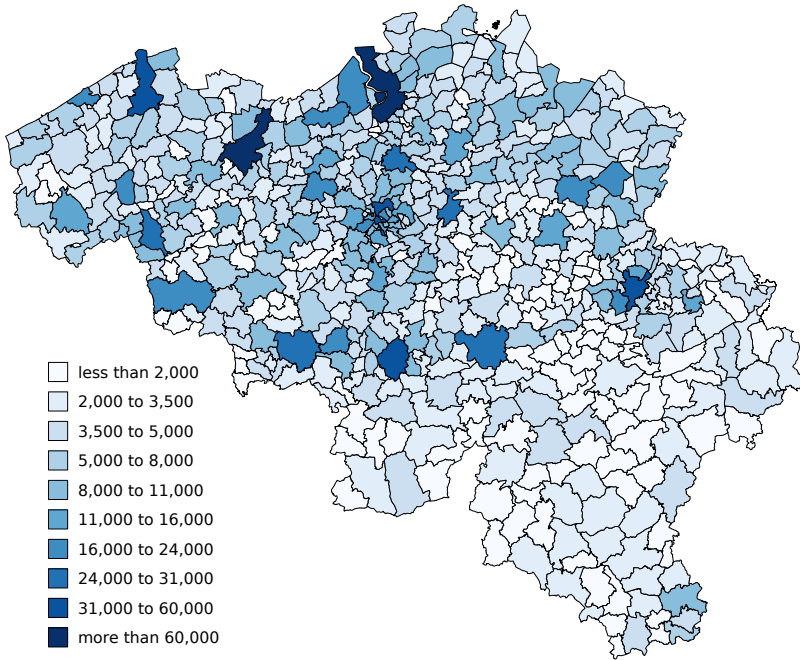 less than 2,000
2,000 to 3,500
3,500 to 5,000
5,000 to 8,000
8,000 to 11,000
11,000 to 16,000
16,000 to 24,000
24,000 to 31,000
31,000 to 60,000
more than 60,000